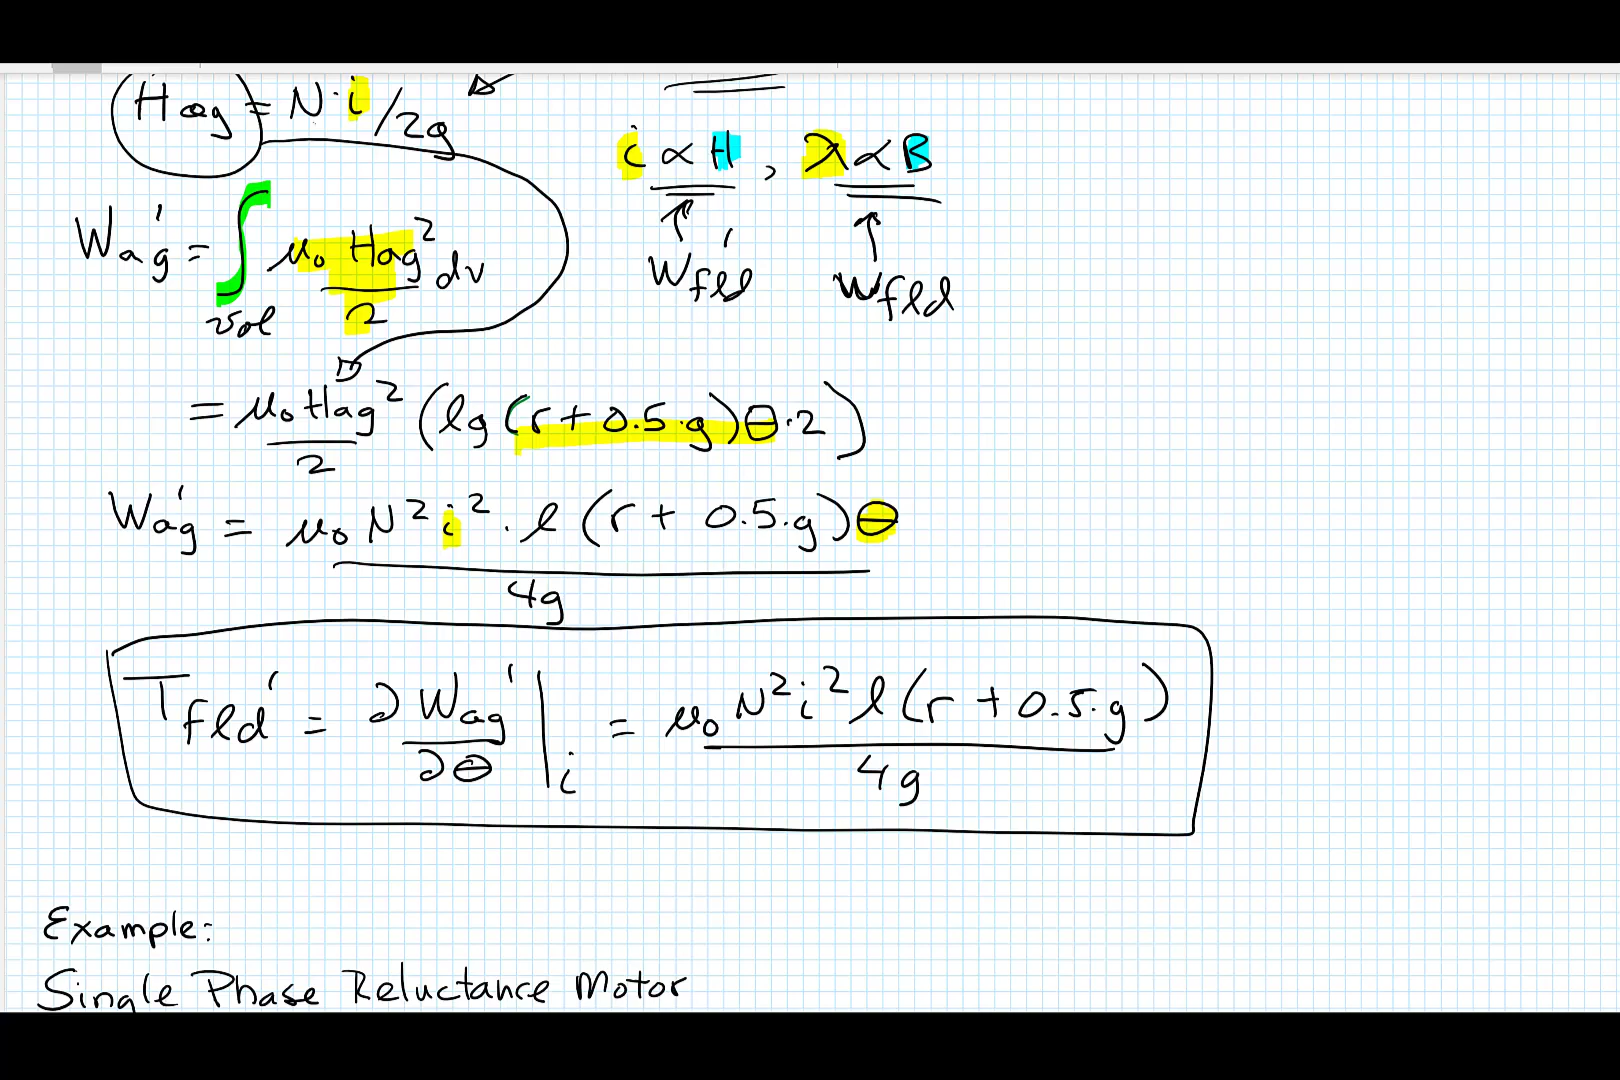 Hag = N·i/2g
i ∝ H , λ ∝ B
W'fld Wfld
W'ag = ∫vol μ₀ Hag²/2 dv
= μ₀ Hag²/2 (lg(r+0.5·g)θ·2)
W'ag = μ₀ N² i² · l (r + 0.5·g)θ / 4g
Tfld' = ∂W'ag/∂θ |i = μ₀ N² i² l (r + 0.5·g) / 4g
Example:
Single Phase Reluctance Motor